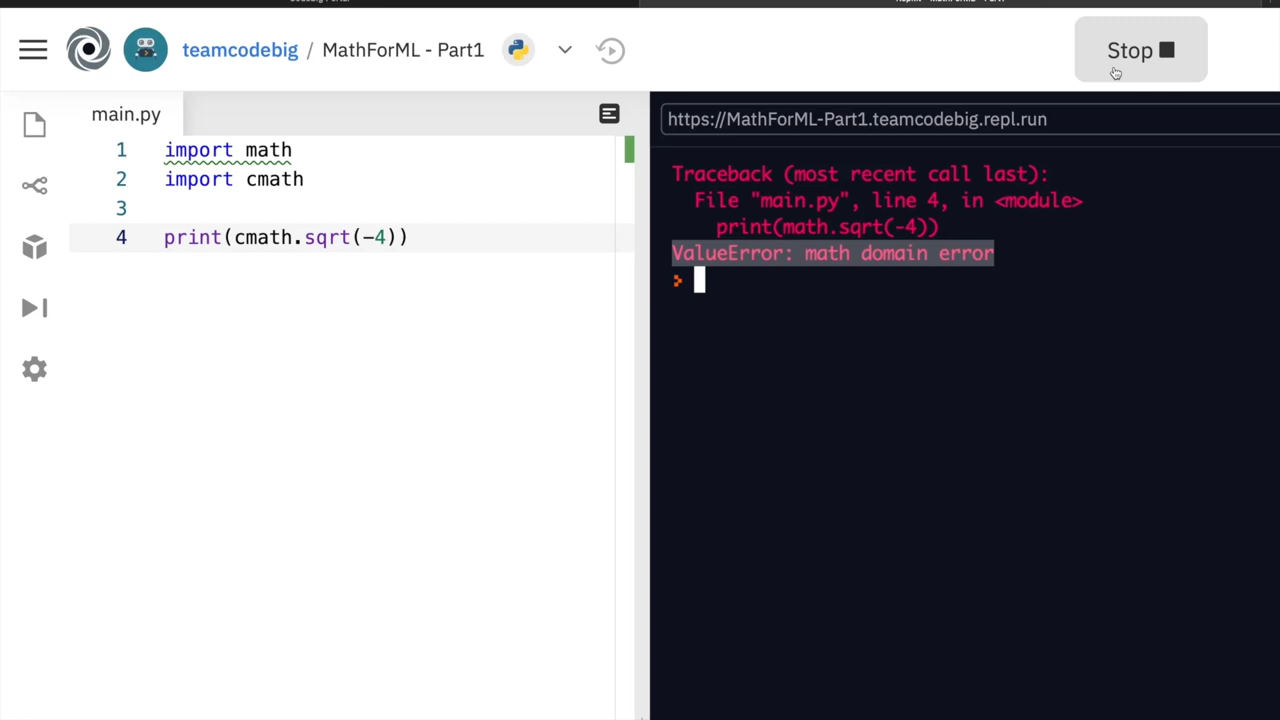 teamcodebig / MathForML - Part1
Stop
main.py
https://MathForML-Part1.teamcodebig.repl.run
1 import math
2 import cmath
3
4 print(cmath.sqrt(-4))
Traceback (most recent call last):
File "main.py", line 4, in <module>
print(math.sqrt(-4))
ValueError: math domain error
>